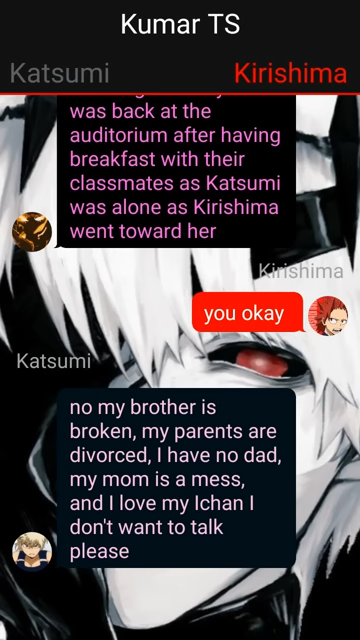 Kumar TS
Katsumi
Kirishima
was back at the
auditorium after having
breakfast with their
classmates as Katsumi
was alone as Kirishima
went toward her
Kirishima
you okay
Katsumi
no my brother is
broken, my parents are
divorced, I have no dad,
my mom is a mess,
and I love my Ichan I
don't want to talk
please